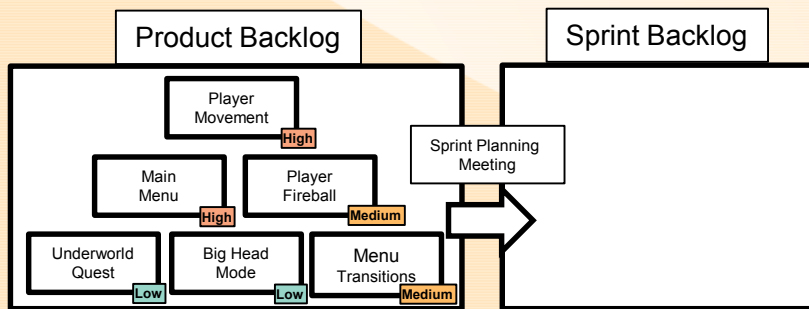 Product Backlog
Sprint Backlog
Player
Movement
High
Sprint Planning
Meeting
Main
Menu
High
Player
Fireball
Medium
Underworld
Quest
Low
Big Head
Mode
Low
Menu
Transitions
Medium